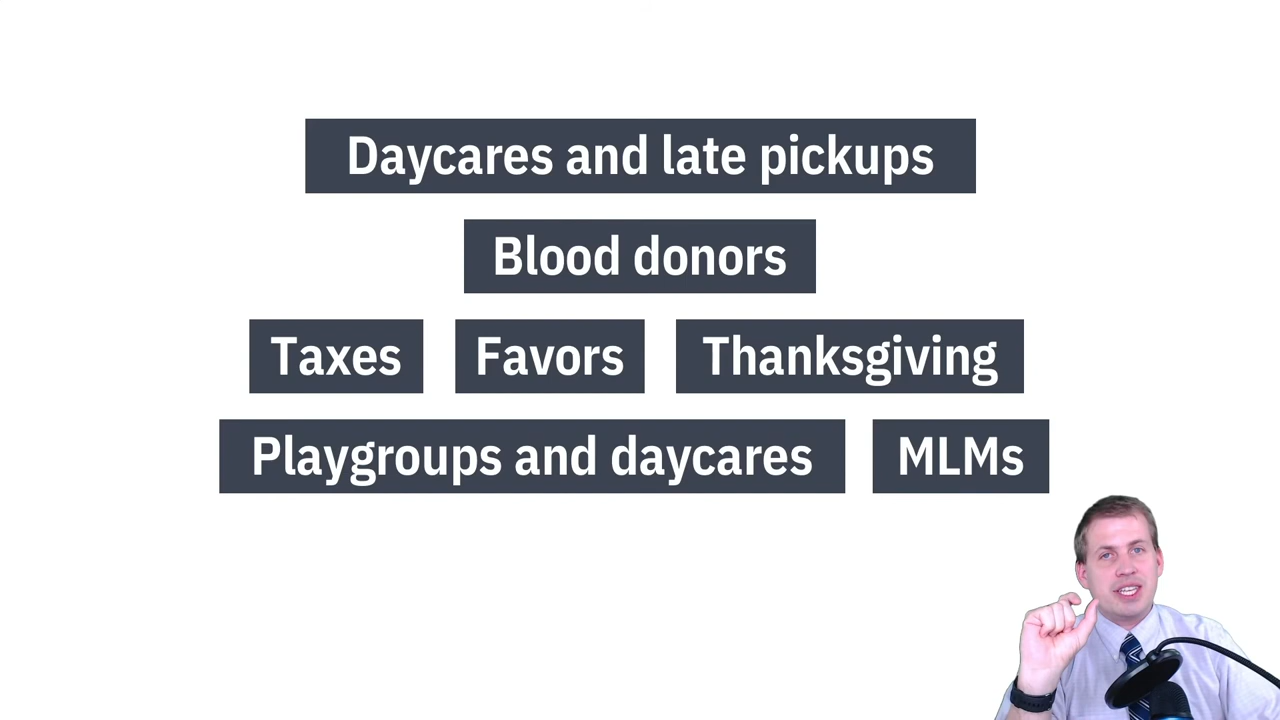 Daycares and late pickups
Blood donors
Taxes Favors Thanksgiving
Playgroups and daycares MLMs